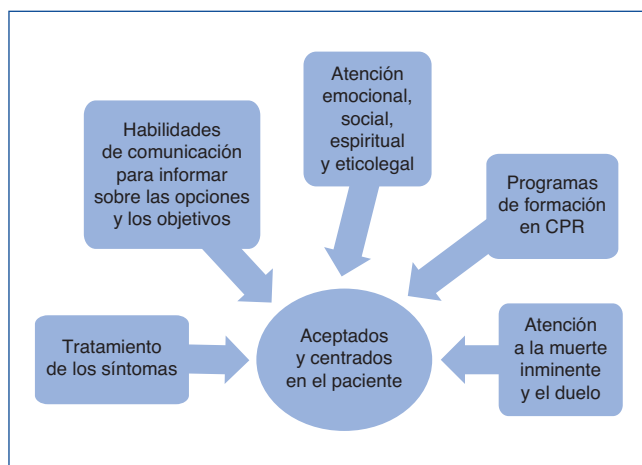 Atención
emocional,
social,
espiritual
y eticolegal
Habilidades
de comunicación
para informar
sobre las opciones
y los objetivos
Programas
de formación
en CPR
Tratamiento
de los síntomas
Aceptados
y centrados
en el paciente
Atención
a la muerte
inminente
y el duelo